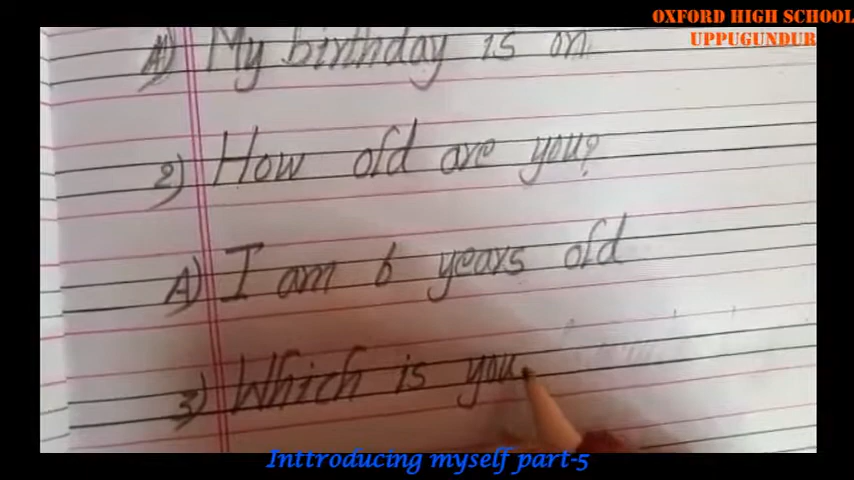 OXFORD HIGH SCHOOL
UPPUGUNDUR
A) My birthday is on
2) How old are you?
A) I am 6 years old
3) Which is you
Inttroducing myself part-5